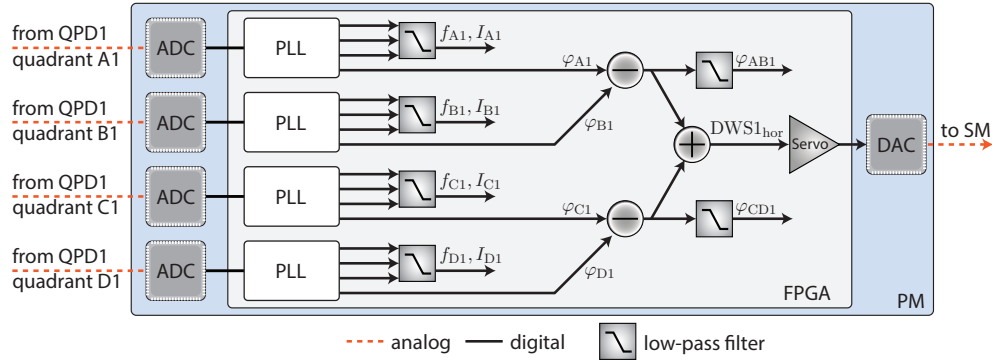 from QPD1
quadrant A1
ADC
PLL
f_A1, I_A1
φ_A1
φ_AB1
from QPD1
quadrant B1
ADC
PLL
f_B1, I_B1
φ_B1
DWS1_hor
Servo
DAC
to SM
from QPD1
quadrant C1
ADC
PLL
f_C1, I_C1
φ_C1
φ_CD1
from QPD1
quadrant D1
ADC
PLL
f_D1, I_D1
φ_D1
FPGA
PM
analog
digital
low-pass filter